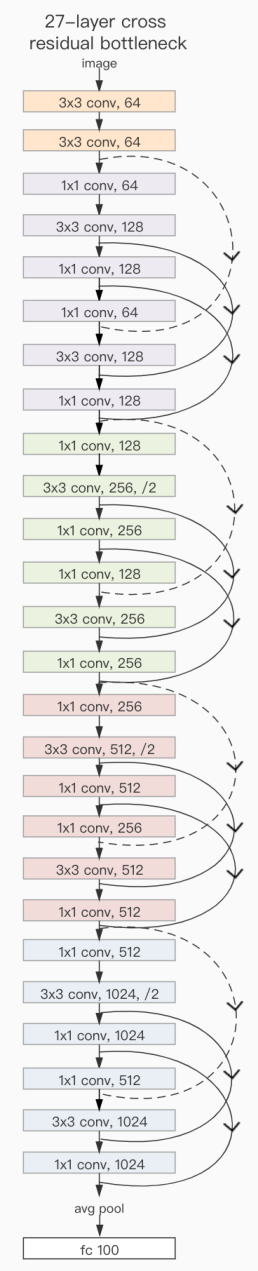 27-layer cross
residual bottleneck
image
3x3 conv, 64
3x3 conv, 64
1x1 conv, 64
3x3 conv, 128
1x1 conv, 128
1x1 conv, 64
3x3 conv, 128
1x1 conv, 128
1x1 conv, 128
3x3 conv, 256, /2
1x1 conv, 256
1x1 conv, 128
3x3 conv, 256
1x1 conv, 256
1x1 conv, 256
3x3 conv, 512, /2
1x1 conv, 512
1x1 conv, 256
3x3 conv, 512
1x1 conv, 512
1x1 conv, 512
3x3 conv, 1024, /2
1x1 conv, 1024
1x1 conv, 512
3x3 conv, 1024
1x1 conv, 1024
avg pool
fc 100